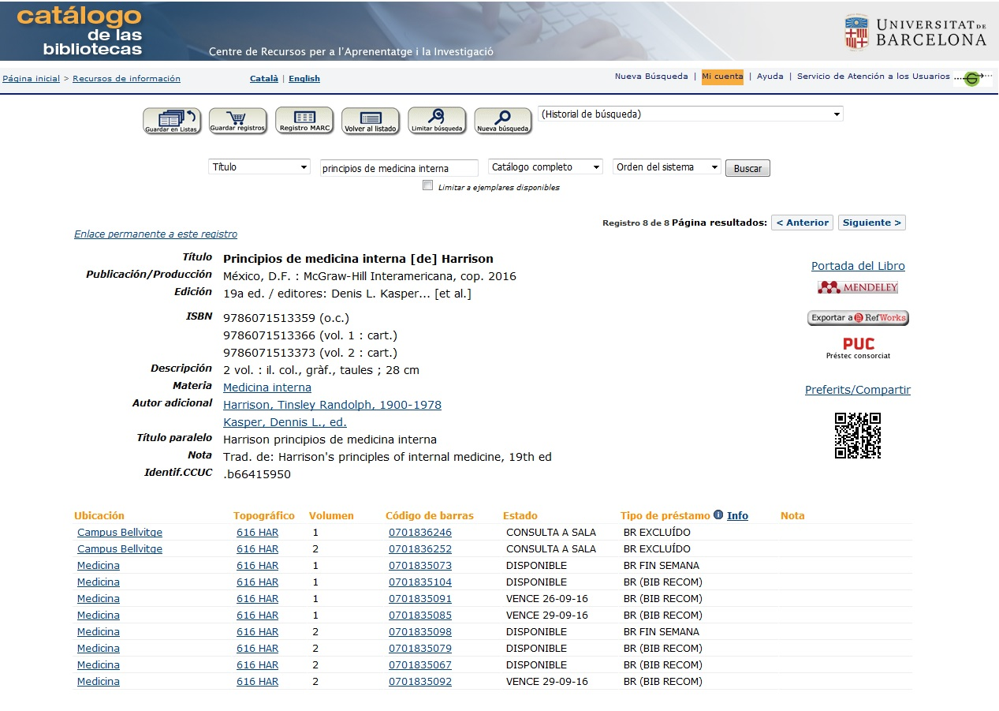 catálogo
de las
bibliotecas
Centre de Recursos per a l'Aprenentatge i la Investigació
UNIVERSITAT DE
BARCELONA
Página inicial > Recursos de información
Català | English
Nueva Búsqueda | Mi cuenta | Ayuda | Servicio de Atención a los Usuarios
Guardar en Listas
Guardar registros
Registro MARC
Volver al listado
Limitar búsqueda
Nueva búsqueda
(Historial de búsqueda)
Título principios de medicina interna Catálogo completo Orden del sistema Buscar
Limitar a ejemplares disponibles
Registro 8 de 8 Página resultados: < Anterior Siguiente >
Enlace permanente a este registro
Título Principios de medicina interna [de] Harrison
Publicación/Producción México, D.F. : McGraw-Hill Interamericana, cop. 2016
Edición 19a ed. / editores: Denis L. Kasper... [et al.]
ISBN 9786071513359 (o.c.)
9786071513366 (vol. 1 : cart.)
9786071513373 (vol. 2 : cart.)
Descripción 2 vol. : il. col., gràf., taules ; 28 cm
Materia Medicina interna
Autor adicional Harrison, Tinsley Randolph, 1900-1978
Kasper, Dennis L., ed.
Título paralelo Harrison principios de medicina interna
Nota Trad. de: Harrison's principles of internal medicine, 19th ed
Identif.CCUC .b66415950
Portada del Libro
MENDELEY
Exportar a RefWorks
PUC
Préstec consorciat
Preferits/Compartir
Ubicación Topográfico Volumen Código de barras Estado Tipo de préstamo i Info Nota
Campus Bellvitge 616 HAR 1 0701836246 CONSULTA A SALA BR EXCLUÍDO
Campus Bellvitge 616 HAR 2 0701836252 CONSULTA A SALA BR EXCLUÍDO
Medicina 616 HAR 1 0701835073 DISPONIBLE BR FIN SEMANA
Medicina 616 HAR 1 0701835104 DISPONIBLE BR (BIB RECOM)
Medicina 616 HAR 1 0701835091 VENCE 26-09-16 BR (BIB RECOM)
Medicina 616 HAR 1 0701835085 VENCE 29-09-16 BR (BIB RECOM)
Medicina 616 HAR 2 0701835098 DISPONIBLE BR FIN SEMANA
Medicina 616 HAR 2 0701835079 DISPONIBLE BR (BIB RECOM)
Medicina 616 HAR 2 0701835067 DISPONIBLE BR (BIB RECOM)
Medicina 616 HAR 2 0701835092 VENCE 29-09-16 BR (BIB RECOM)